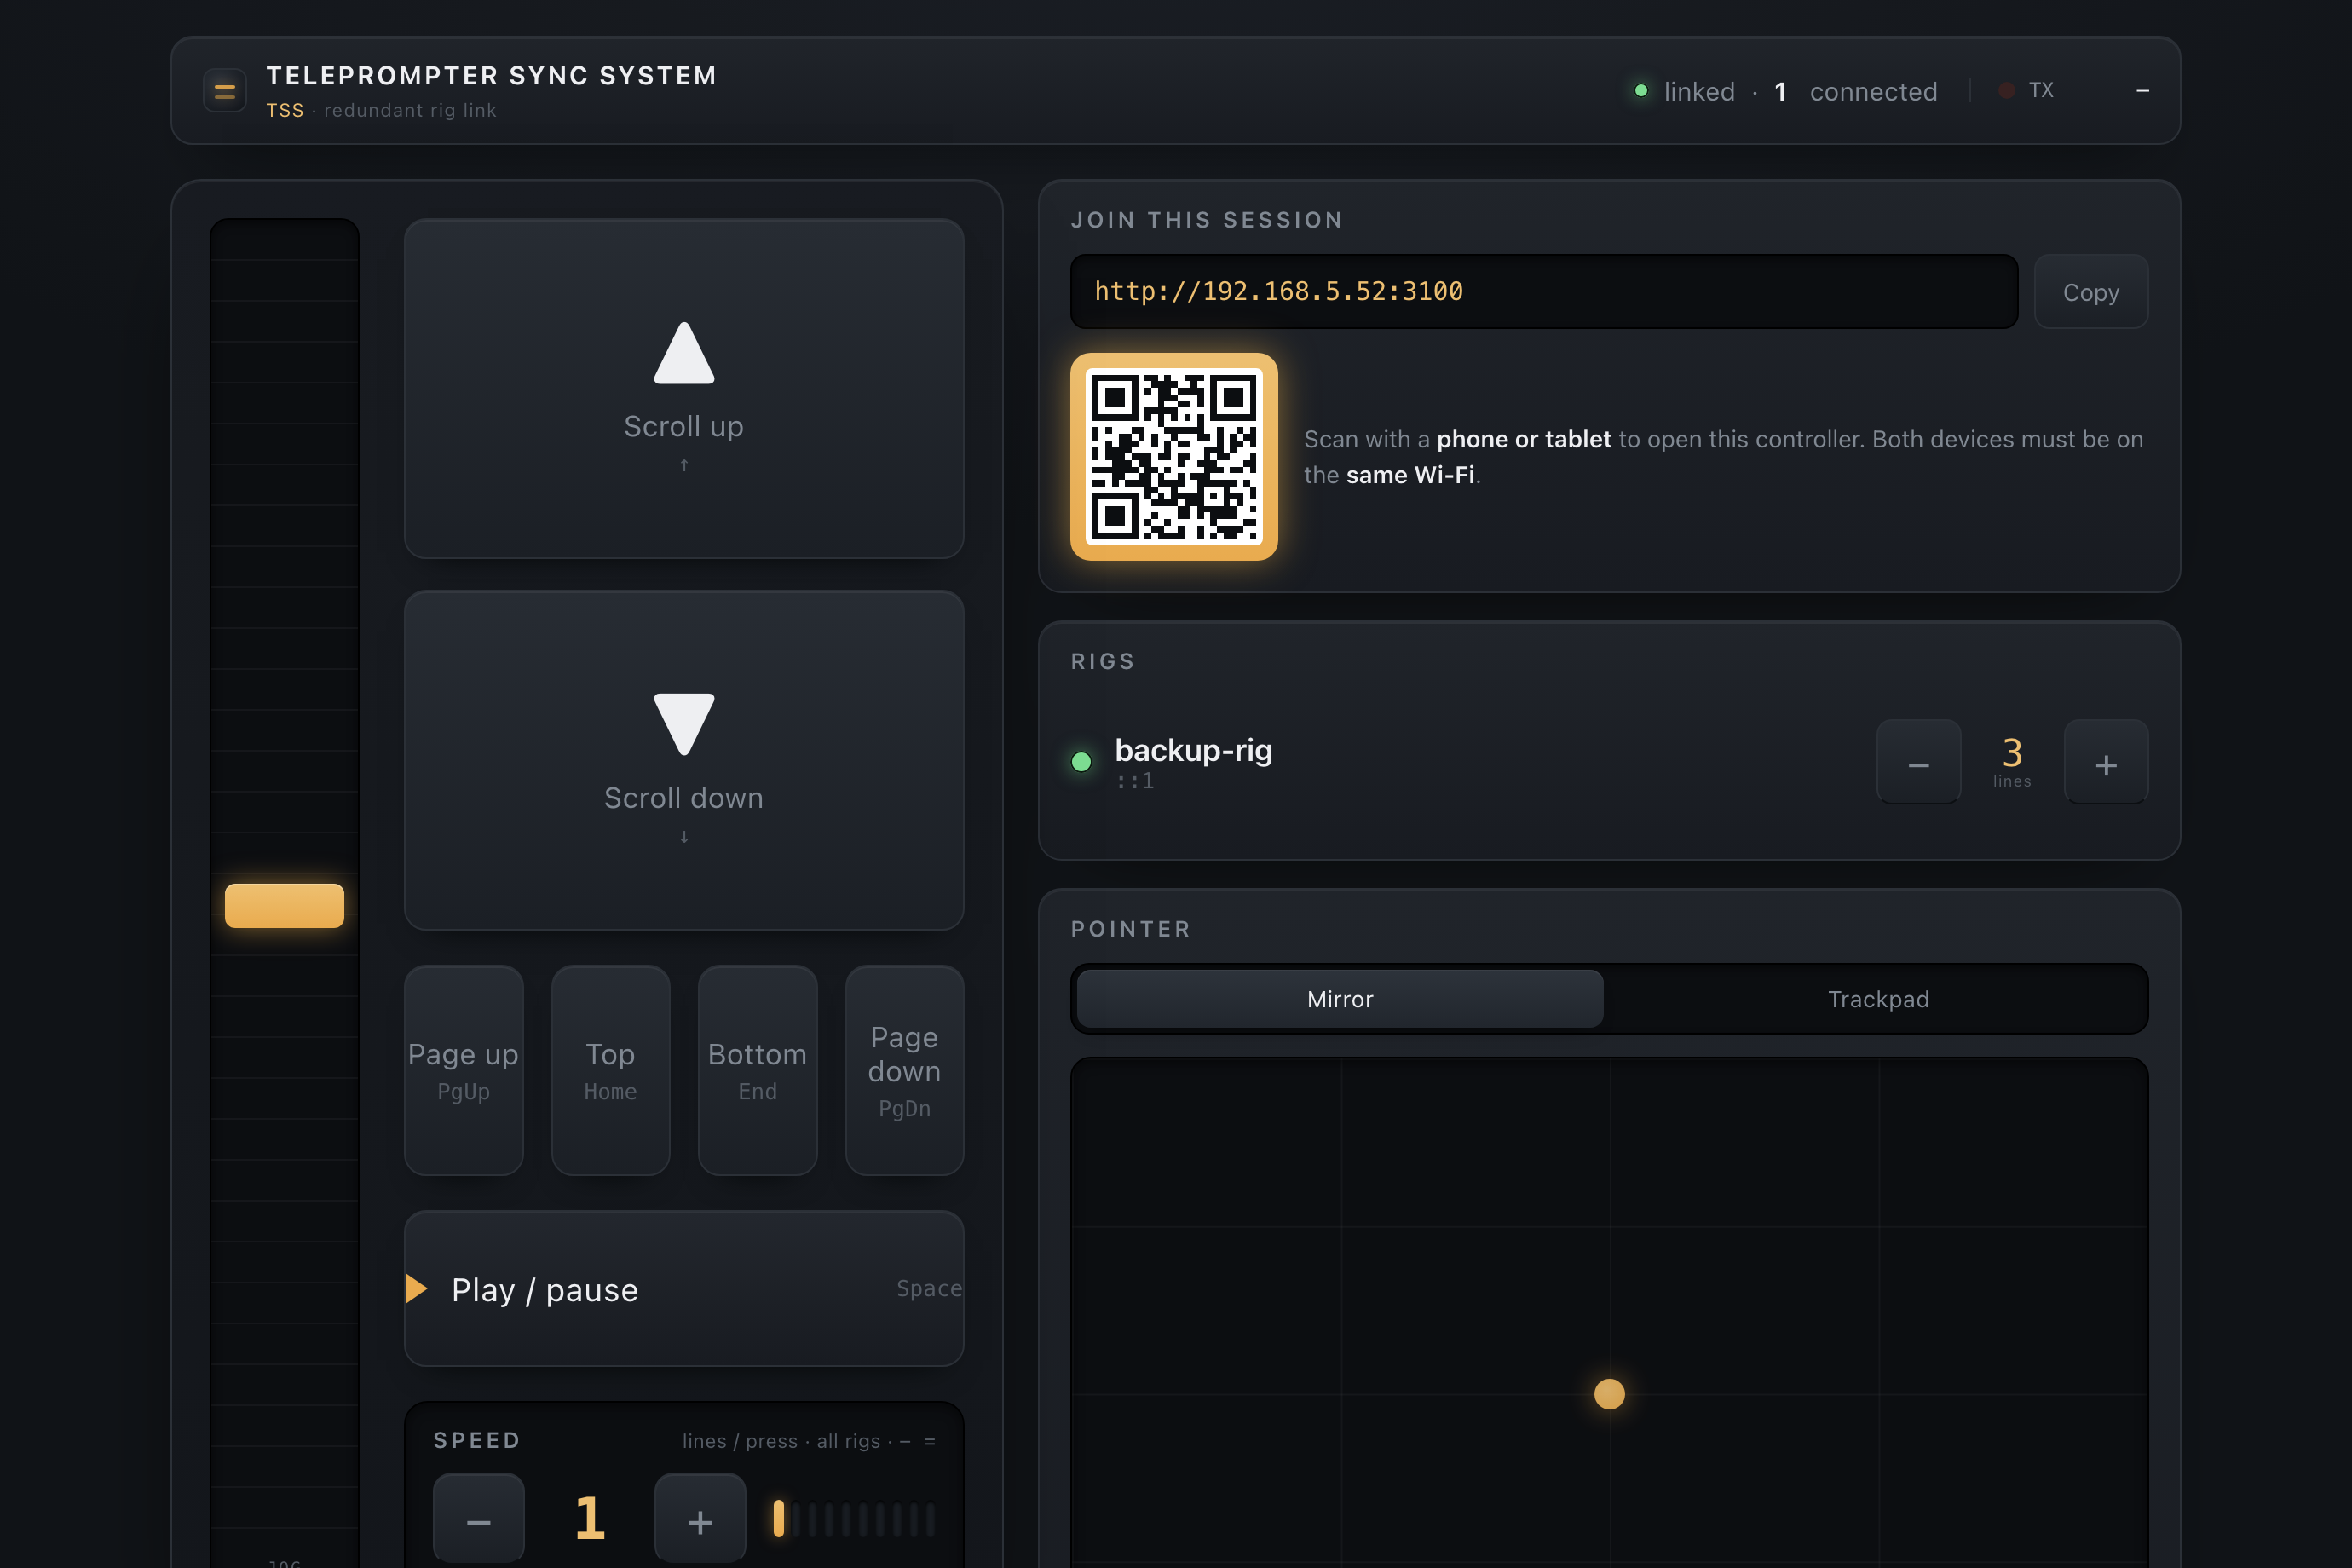 TELEPROMPTER SYNC SYSTEM
TSS · redundant rig link
linked · 1 connected
TX
–
Scroll up
↑
Scroll down
↓
Page up
PgUp
Top
Home
Bottom
End
Page
down
PgDn
Play / pause
Space
SPEED
lines / press · all rigs · − =
−
1
+
JOG
JOIN THIS SESSION
http://192.168.5.52:3100
Copy
Scan with a phone or tablet to open this controller. Both devices must be on
the same Wi-Fi.
RIGS
backup-rig
::1
−
3
lines
+
POINTER
Mirror
Trackpad